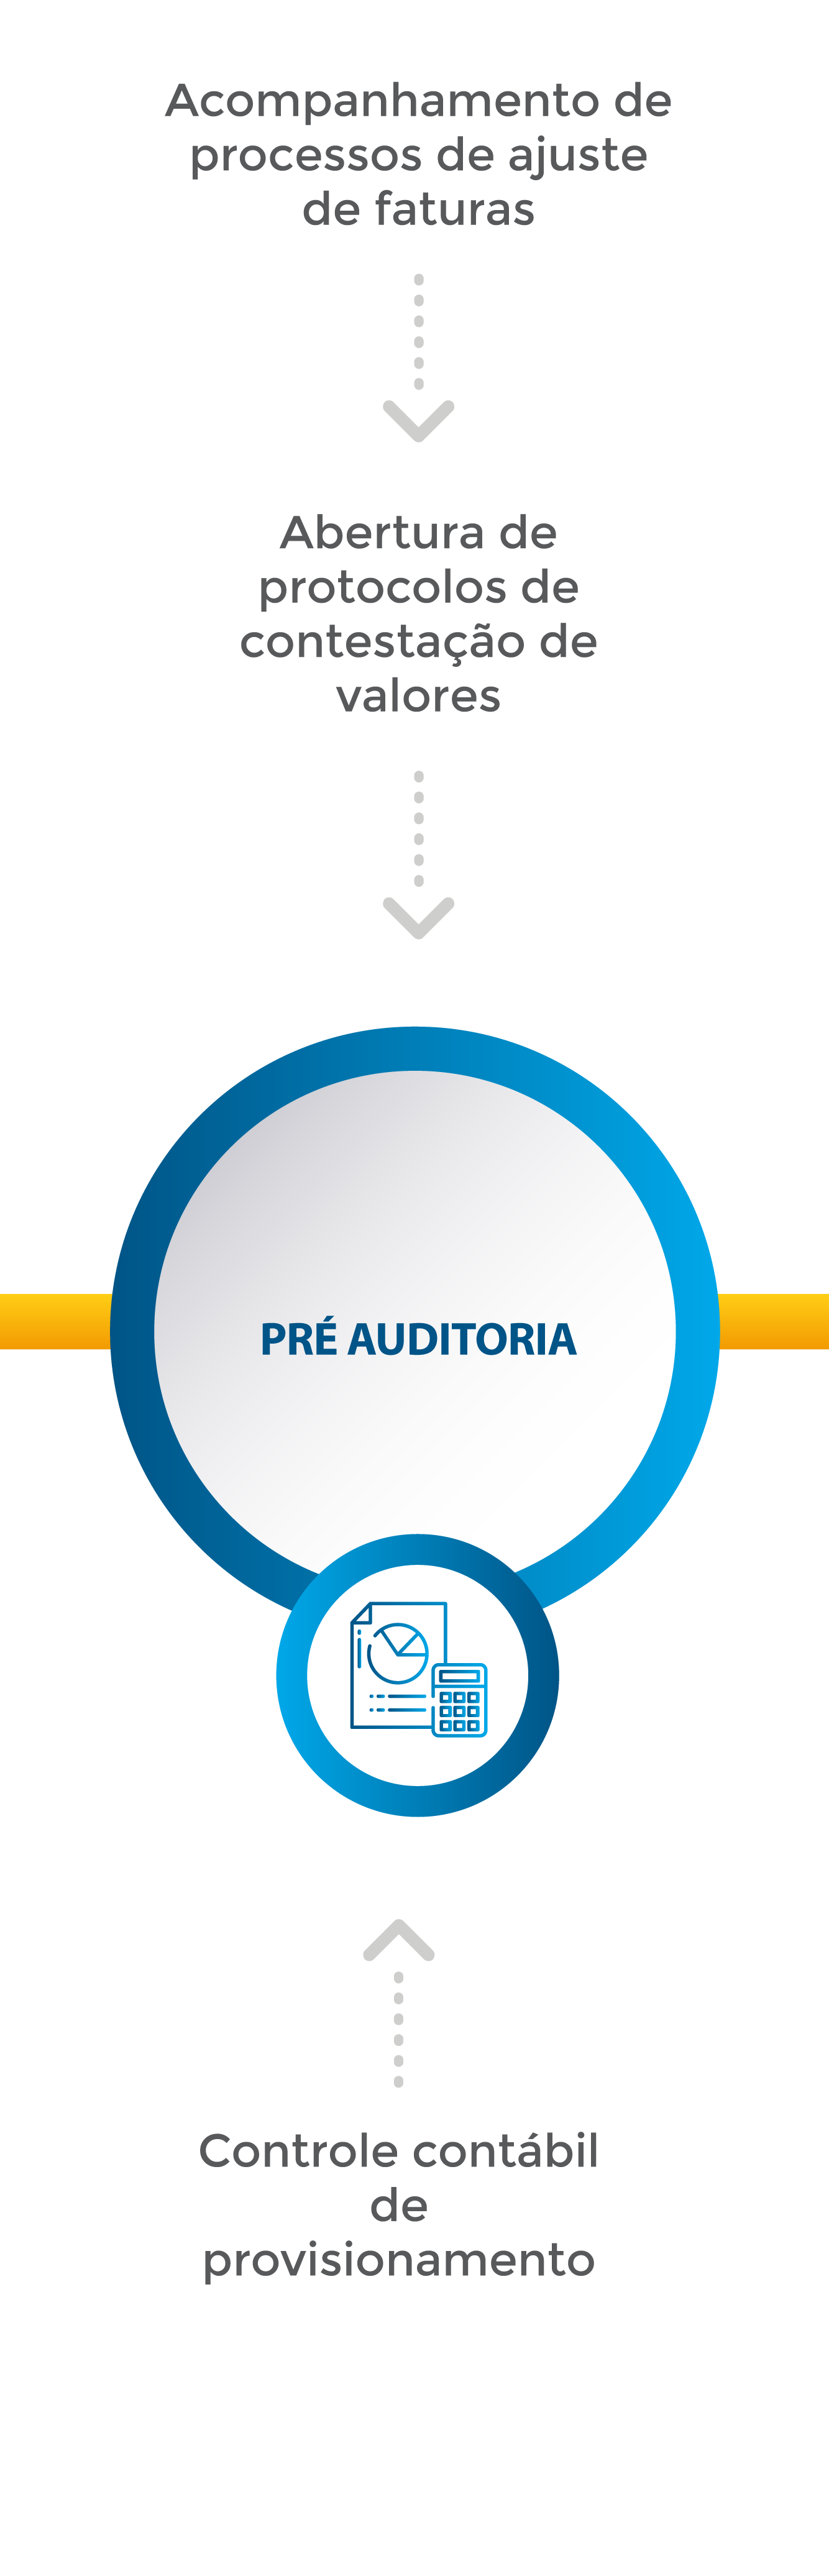 Acompanhamento de
processos de ajuste
de faturas
Abertura de
protocolos de
contestação de
valores
PRÉ AUDITORIA
Controle contábil
de
provisionamento